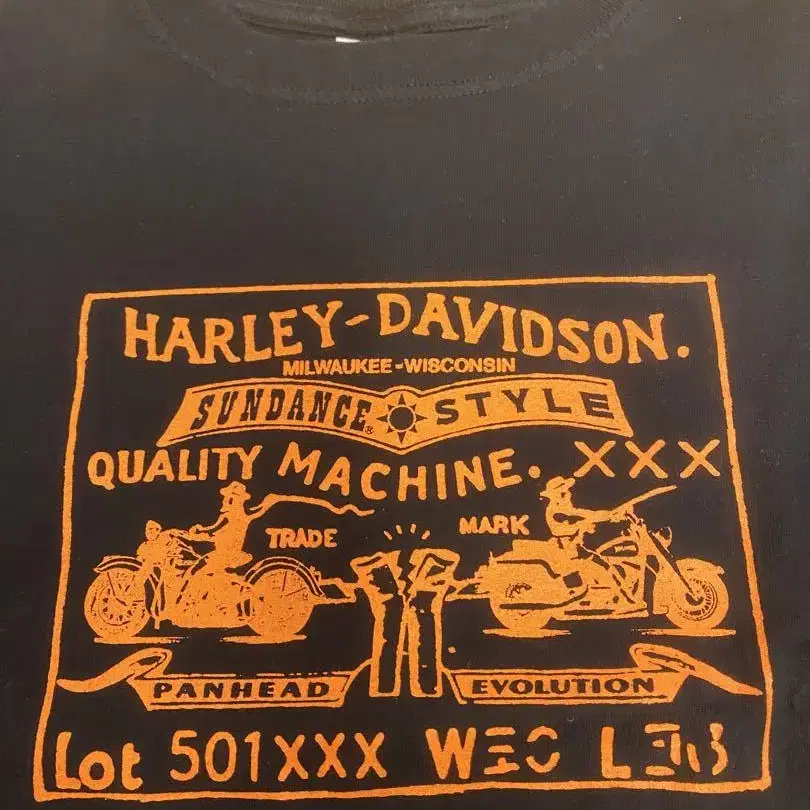 HARLEY-DAVIDSON.
MILWAUKEE-WISCONSIN
SUNDANCE® STYLE
QUALITY MACHINE. XXX
TRADE MARK
PANHEAD EVOLUTION
Lot 501XXX